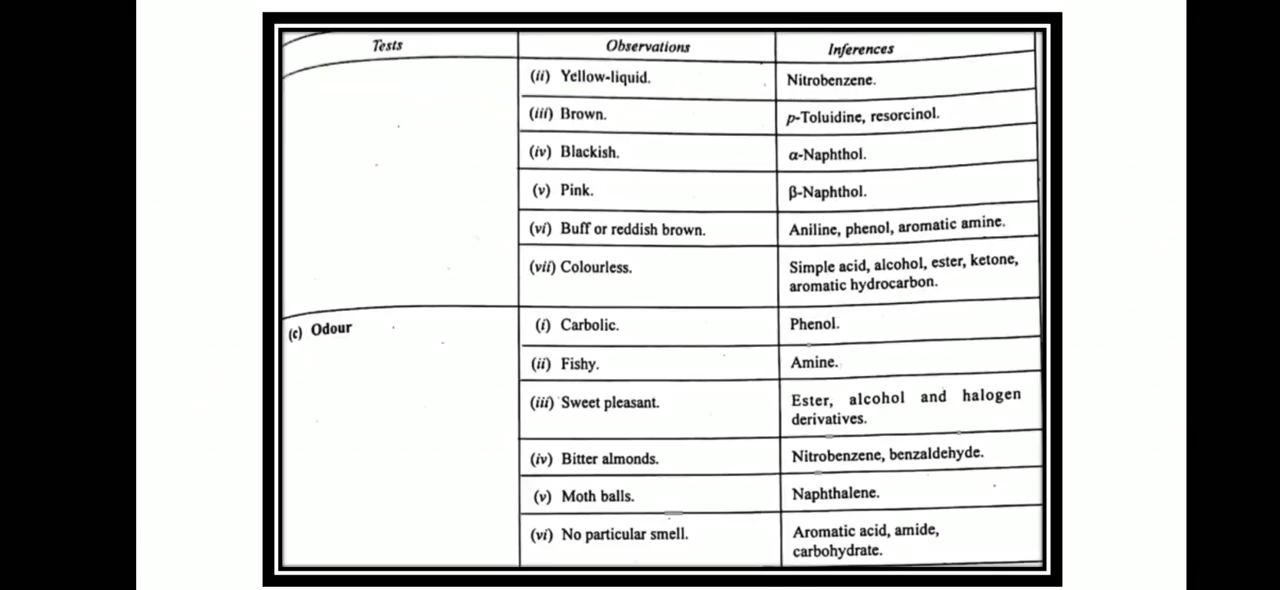 Tests Observations Inferences
(ii) Yellow-liquid. Nitrobenzene.
(iii) Brown. p-Toluidine, resorcinol.
(iv) Blackish. α-Naphthol.
(v) Pink. β-Naphthol.
(vi) Buff or reddish brown. Aniline, phenol, aromatic amine.
(vii) Colourless. Simple acid, alcohol, ester, ketone,
aromatic hydrocarbon.
(c) Odour (i) Carbolic. Phenol.
(ii) Fishy. Amine.
(iii) Sweet pleasant. Ester, alcohol and halogen
derivatives.
(iv) Bitter almonds. Nitrobenzene, benzaldehyde.
(v) Moth balls. Naphthalene.
(vi) No particular smell. Aromatic acid, amide,
carbohydrate.